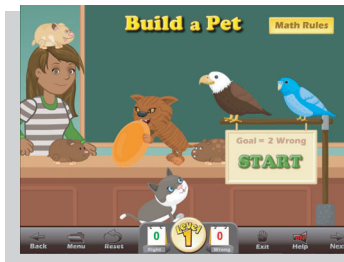 Build a Pet
Math Rules
Goal = 2 Wrong
START
Back
Menu
Reset
0
Right
Level
1
0
Wrong
Exit
Help
Next